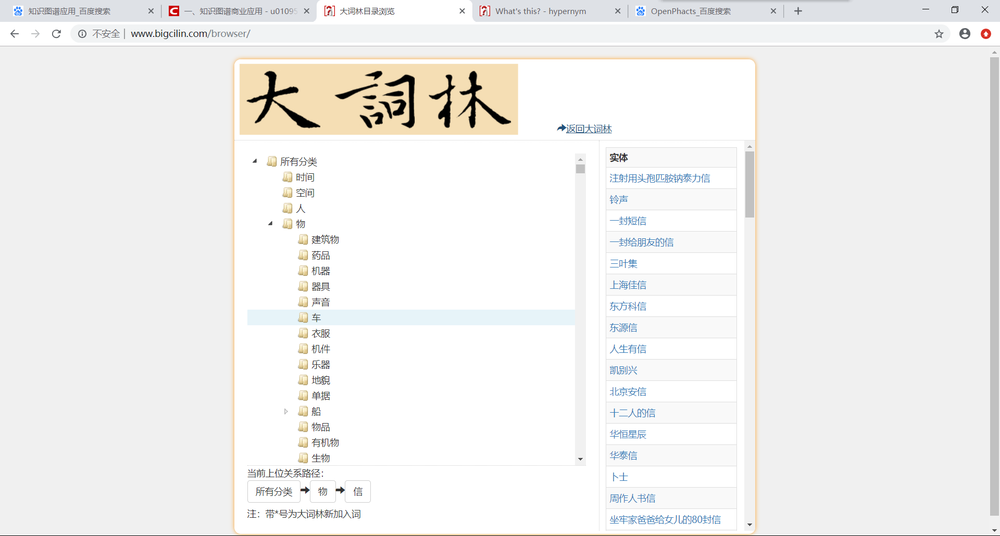 知识图谱应用_百度搜索
一、知识图谱商业应用 - u01095
大词林目录浏览
What's this? - hypernym
OpenPhacts_百度搜索
不安全 | www.bigcilin.com/browser/
大詞林
返回大词林
所有分类
时间
空间
人
物
建筑物
药品
机器
器具
声音
车
衣服
机件
乐器
地貌
单据
船
物品
有机物
生物
当前上位关系路径：
所有分类 物 信
注：带*号为大词林新加入词
实体
注射用头孢匹胺钠泰力信
铃声
一封短信
一封给朋友的信
三叶集
上海佳信
东方科信
东源信
人生有信
凯别兴
北京安信
十二人的信
华恒星辰
华泰信
卜士
周作人书信
坐牢家爸爸给女儿的80封信